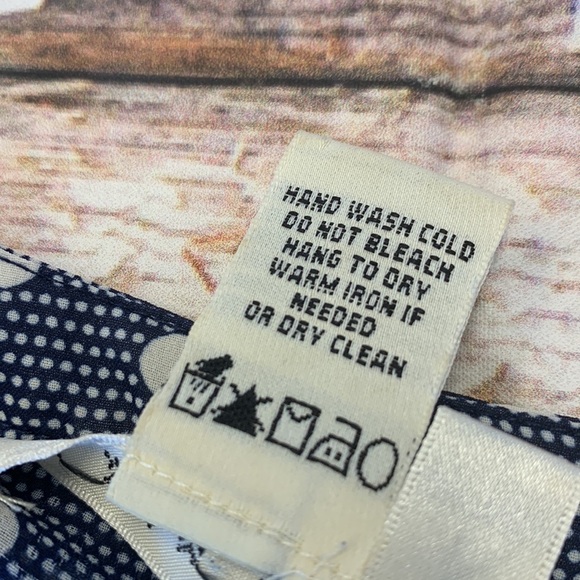 HAND WASH COLD
DO NOT BLEACH
HANG TO DRY
WARM IRON IF
NEEDED
OR DRY CLEAN